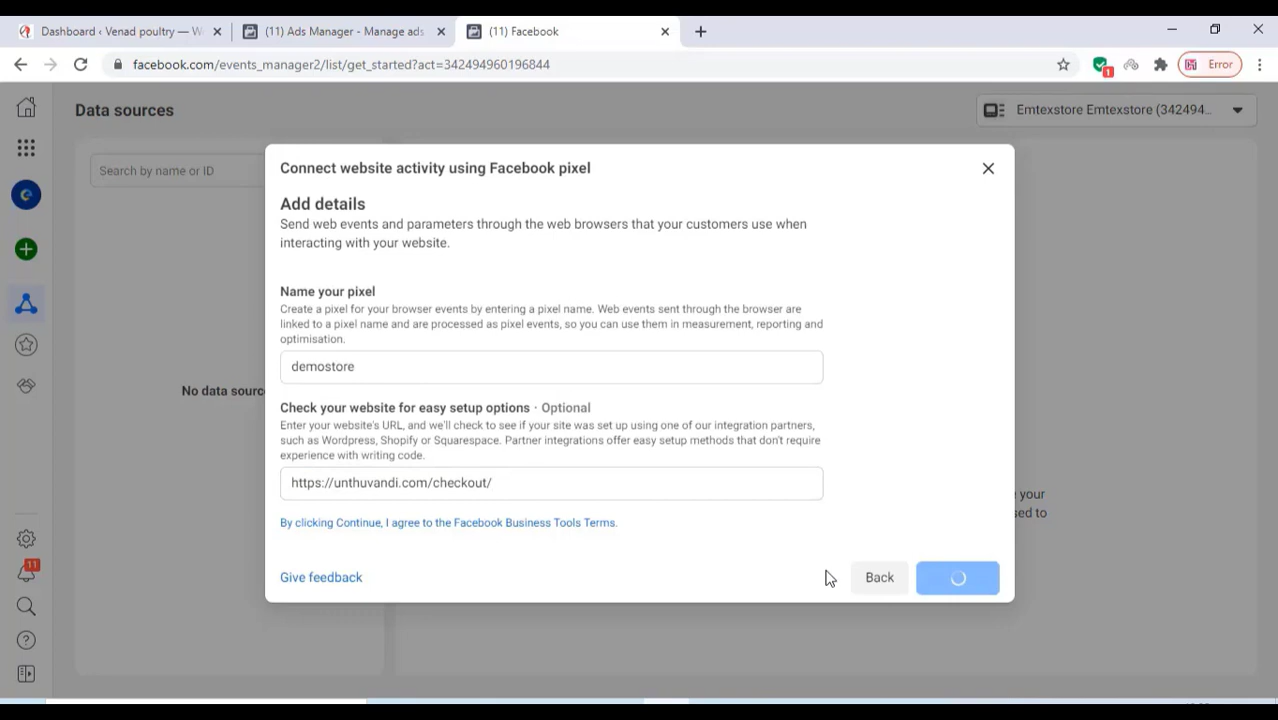 Dashboard ‹ Venad poultry — W
(11) Ads Manager - Manage ads
(11) Facebook
facebook.com/events_manager2/list/get_started?act=342494960196844
1
Error
Data sources
Emtexstore Emtexstore (342494...
Search by name or ID
Connect website activity using Facebook pixel
Add details
Send web events and parameters through the web browsers that your customers use when
interacting with your website.
Name your pixel
Create a pixel for your browser events by entering a pixel name. Web events sent through the browser are
linked to a pixel name and are processed as pixel events, so you can use them in measurement, reporting and
optimisation.
demostore
No data sourc
Check your website for easy setup options · Optional
Enter your website's URL, and we'll check to see if your site was set up using one of our integration partners,
such as Wordpress, Shopify or Squarespace. Partner integrations offer easy setup methods that don't require
experience with writing code.
https://unthuvandi.com/checkout/
your
sed to
By clicking Continue, I agree to the Facebook Business Tools Terms.
Give feedback
Back
11